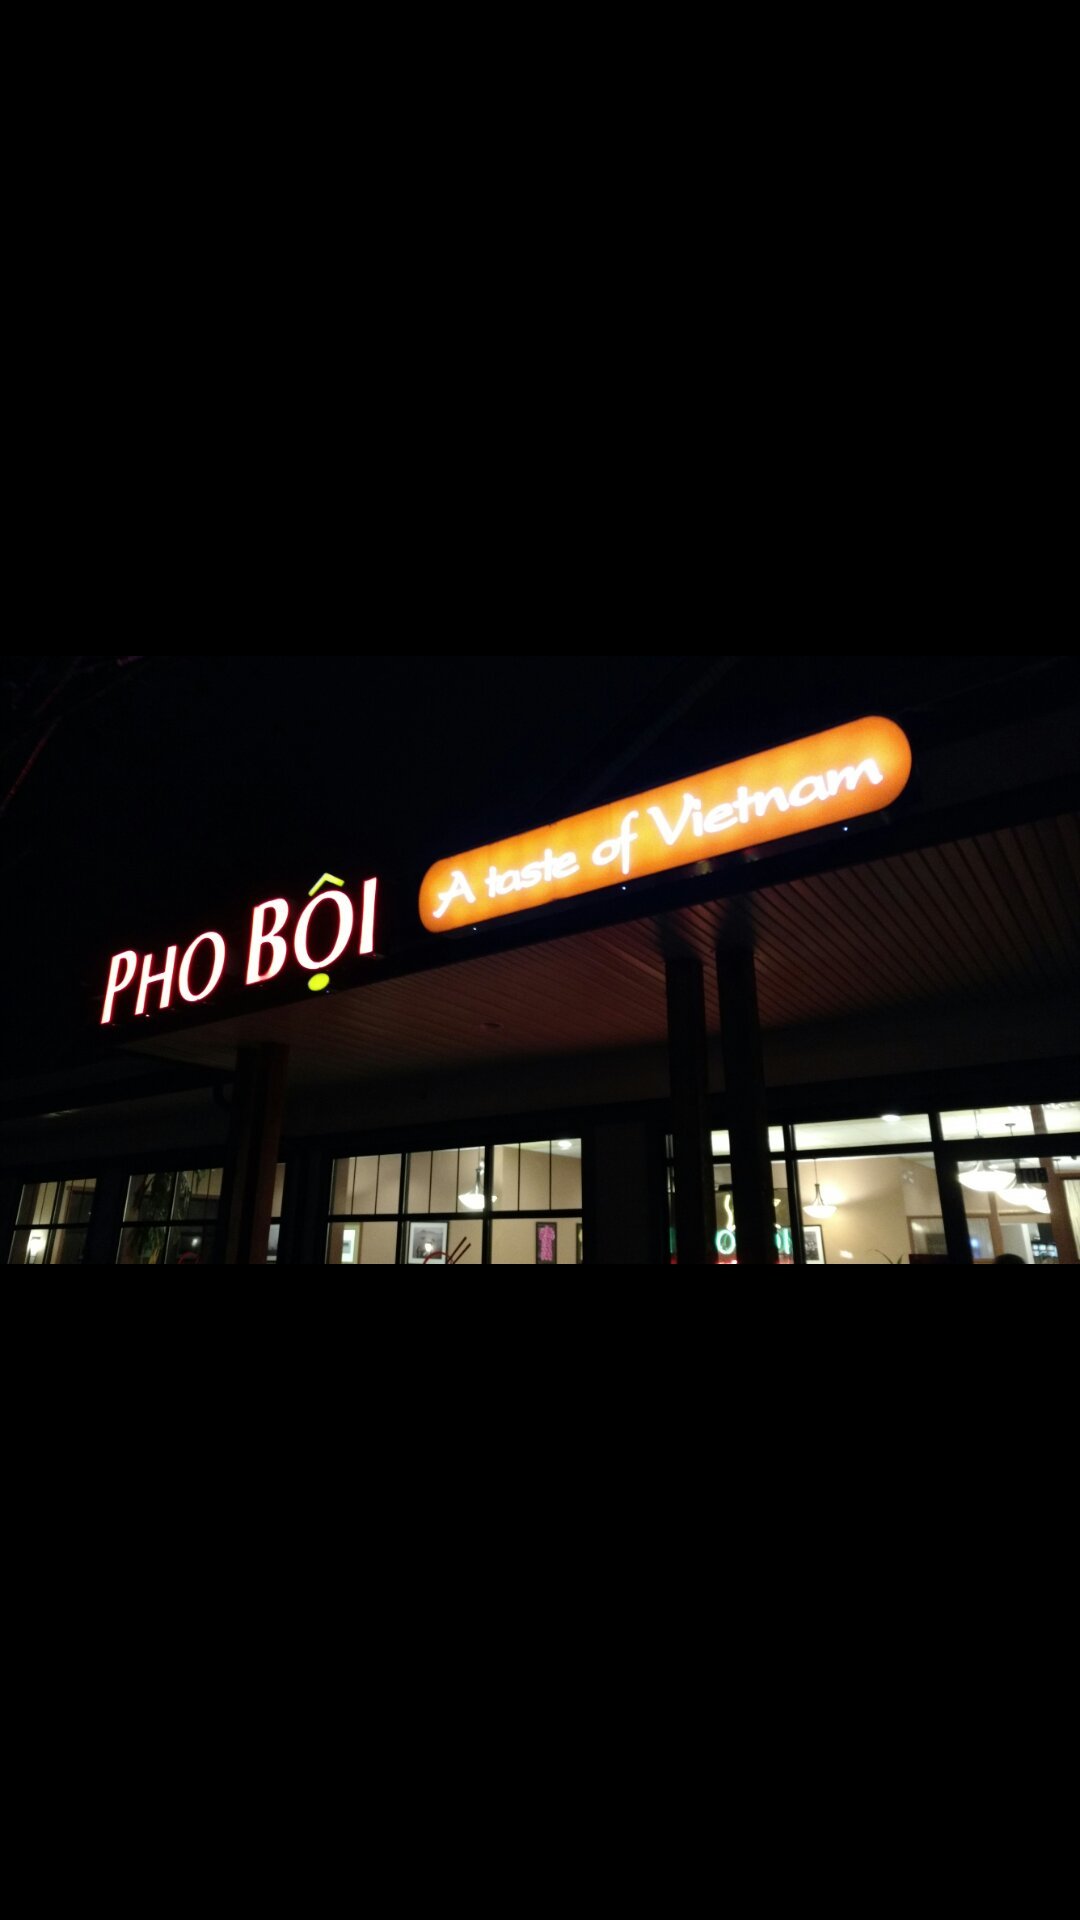 PHO BỘI
A taste of Vietnam